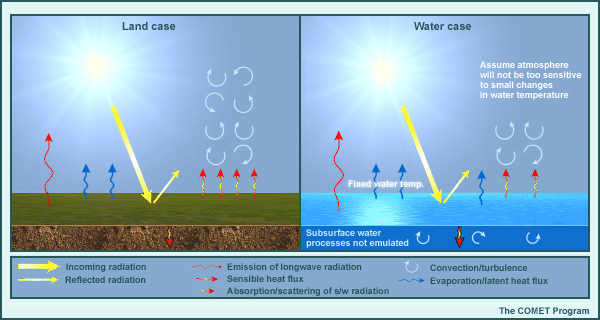 Land case
Water case
Assume atmosphere
will not be too sensitive
to small changes
in water temperature
Fixed water temp.
Subsurface water
processes not emulated
Incoming radiation
Reflected radiation
Emission of longwave radiation
Sensible heat flux
Absorption/scattering of s/w radiation
Convection/turbulence
Evaporation/latent heat flux
The COMET Program